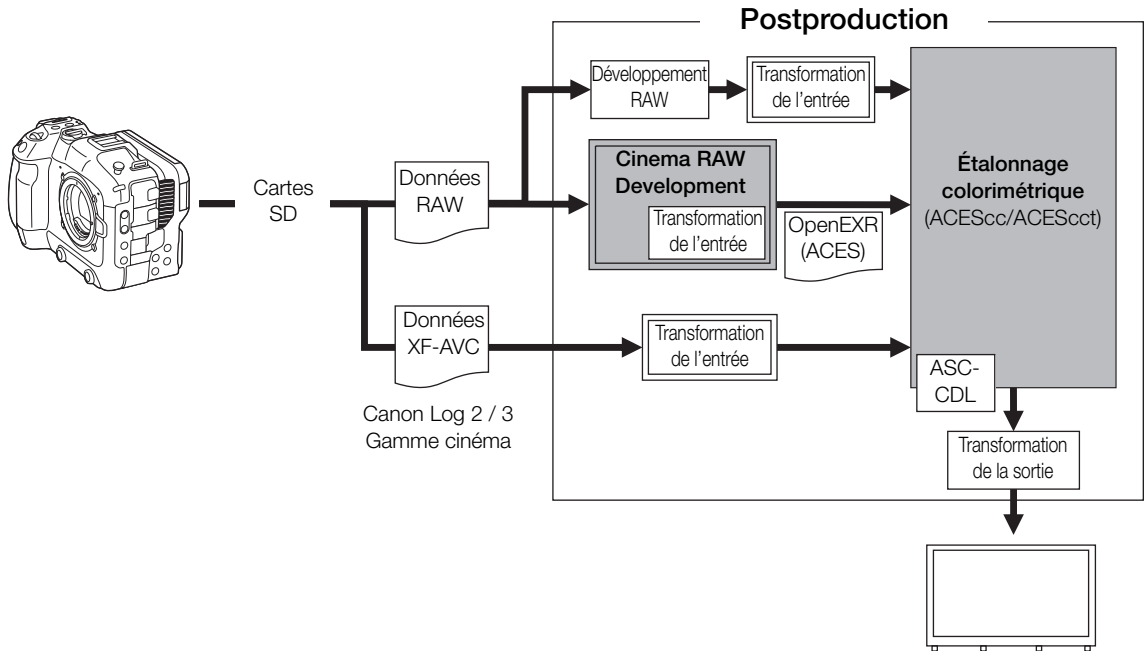 Postproduction
Développement
RAW
Transformation
de l'entrée
Cartes
SD
Données
RAW
Cinema RAW
Development
Transformation
de l'entrée
OpenEXR
(ACES)
Étalonnage
colorimétrique
(ACEScc/ACEScct)
Données
XF-AVC
Transformation
de l'entrée
Canon Log 2 / 3
Gamme cinéma
ASC-
CDL
Transformation
de la sortie